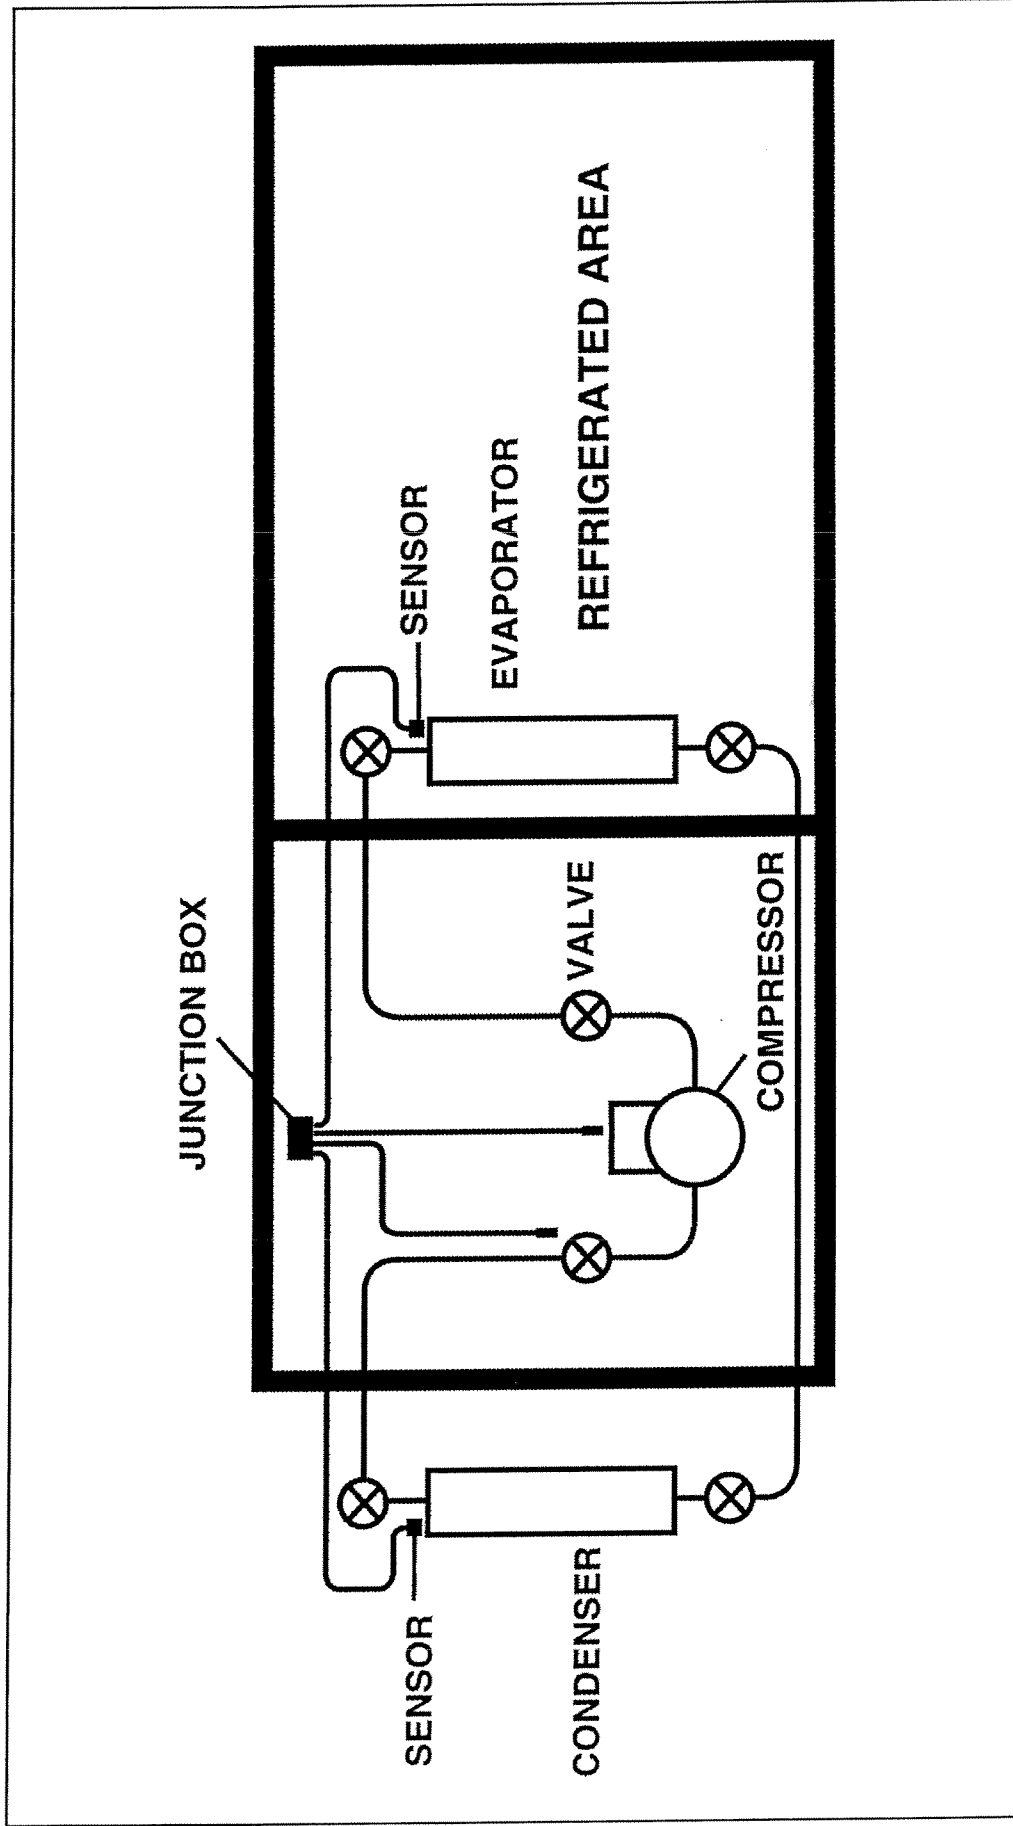 JUNCTION BOX
SENSOR
SENSOR
EVAPORATOR
CONDENSER
VALVE
REFRIGERATED AREA
COMPRESSOR